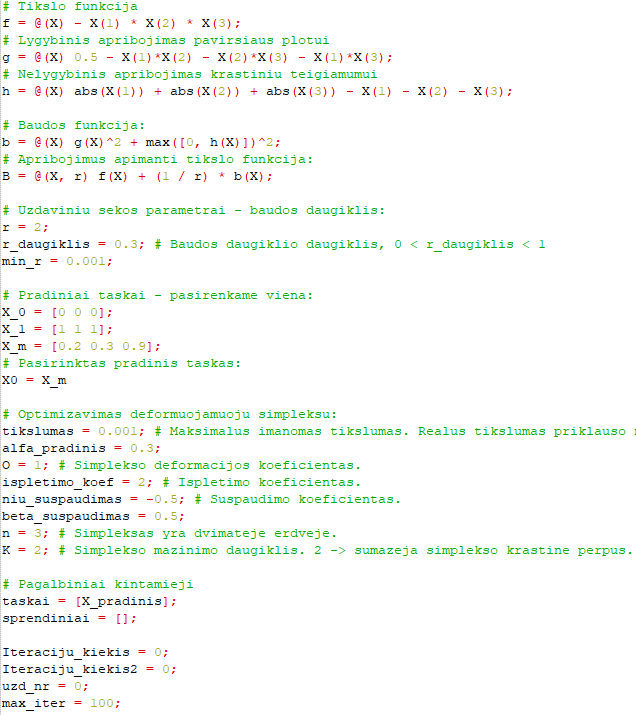 # Tikslo funkcija
f = @(X) - X(1) * X(2) * X(3);
# Lygybinis apribojimas pavirsiaus plotui
g = @(X) 0.5 - X(1)*X(2) - X(2)*X(3) - X(1)*X(3);
# Nelygybinis apribojimas krastiniu teigiamumui
h = @(X) abs(X(1)) + abs(X(2)) + abs(X(3)) - X(1) - X(2) - X(3);
# Baudos funkcija:
b = @(X) g(X)^2 + max([0, h(X)])^2;
# Apribojimus apimanti tikslo funkcija:
B = @(X, r) f(X) + (1 / r) * b(X);
# Uzdaviniu sekos parametrai - baudos daugiklis:
r = 2;
r_daugiklis = 0.3; # Baudos daugiklio daugiklis, 0 < r_daugiklis < 1
min_r = 0.001;
# Pradiniai taskai - pasirenkame viena:
X_0 = [0 0 0];
X_1 = [1 1 1];
X_m = [0.2 0.3 0.9];
# Pasirinktas pradinis taskas:
X0 = X_m
# Optimizavimas deformuojamuoju simpleksu:
tikslumas = 0.001; # Maksimalus imanomas tikslumas. Realus tikslumas priklauso
alfa_pradinis = 0.3;
O = 1; # Simplekso deformacijos koeficientas.
ispletimo_koef = 2; # Ispletimo koeficientas.
niu_suspaudimas = -0.5; # Suspaudimo koeficientas.
beta_suspaudimas = 0.5;
n = 3; # Simpleksas yra dvimateje erdveje.
K = 2; # Simplekso mazinimo daugiklis. 2 -> sumazeja simplekso krastine perpus.
# Pagalbiniai kintamieji
taskai = [X_pradinis];
sprendiniai = [];
Iteraciju_kiekis = 0;
Iteraciju_kiekis2 = 0;
uzd_nr = 0;
max_iter = 100;